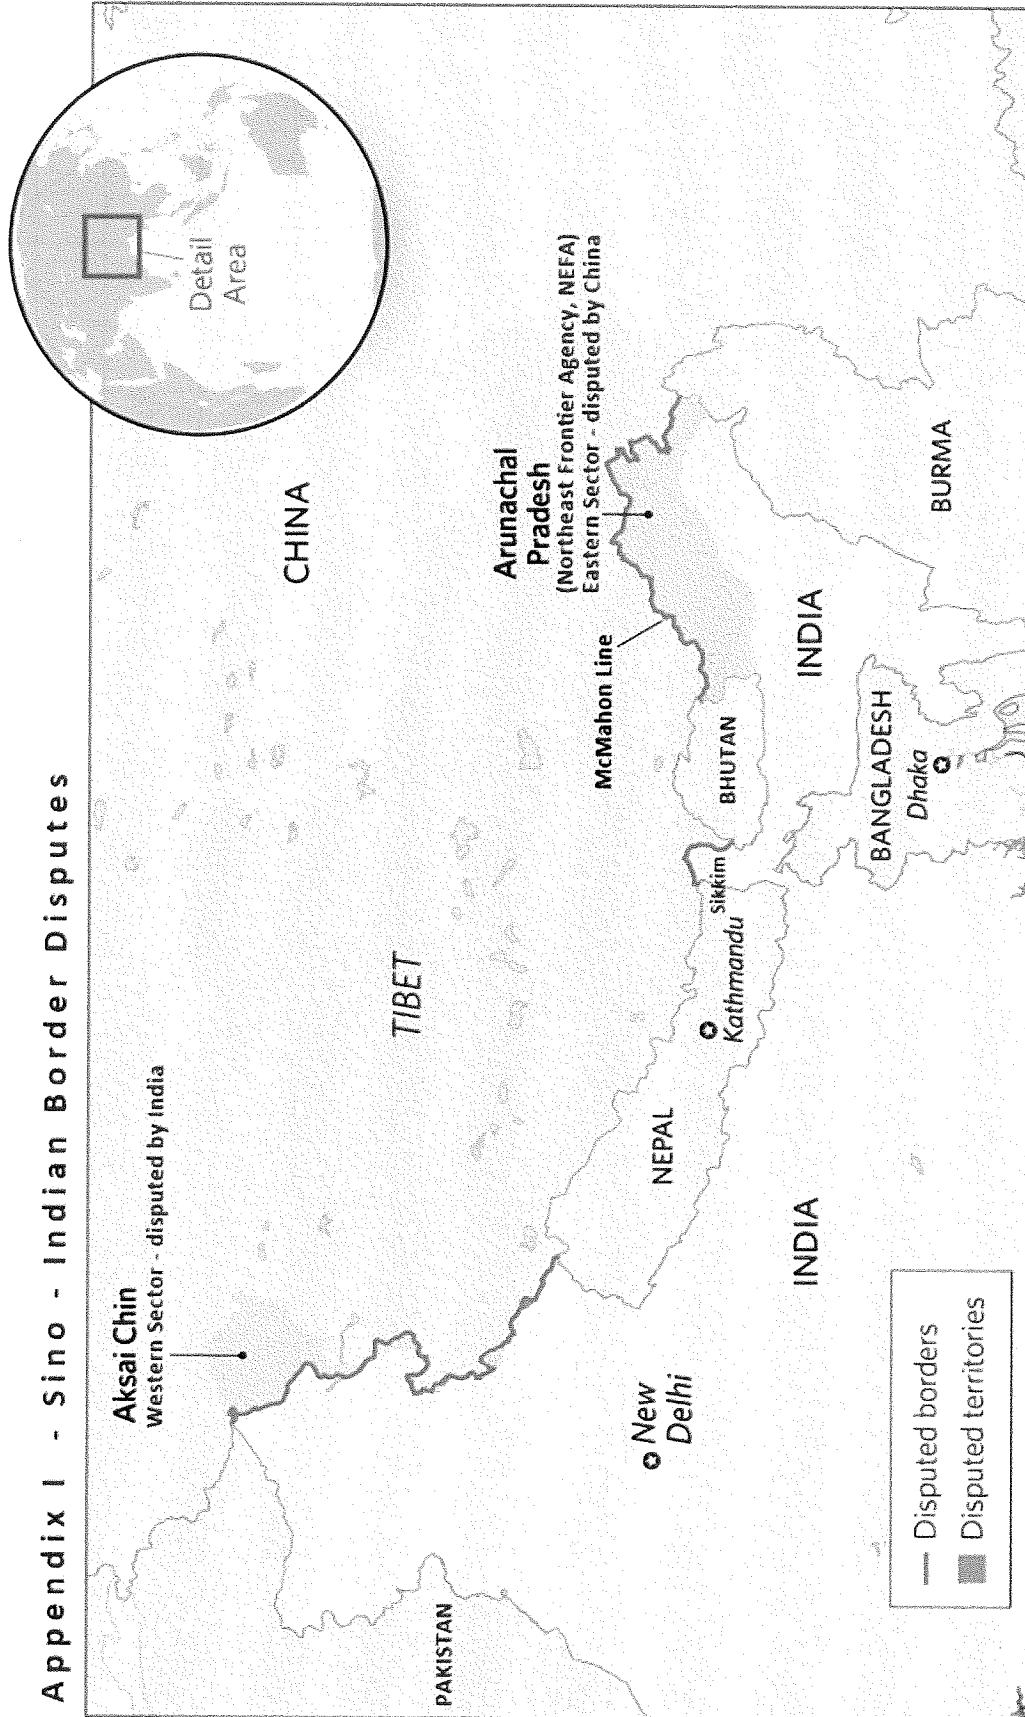 Appendix I - Sino - Indian Border Disputes
Detail
Area
Aksai Chin
Western Sector - disputed by India
CHINA
TIBET
Arunachal
Pradesh
(Northeast Frontier Agency, NEFA)
Eastern Sector - disputed by China
McMahon Line
PAKISTAN
New
Delhi
NEPAL
Kathmandu
Sikkim
BHUTAN
INDIA
INDIA
BANGLADESH
Dhaka
BURMA
Disputed borders
Disputed territories